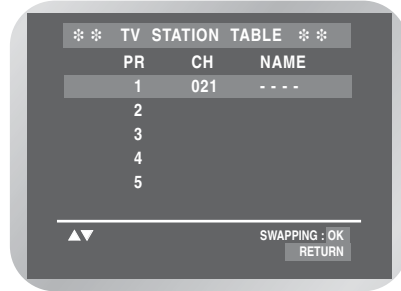 ❇ ❇ TV STATION TABLE ❇ ❇
PR CH NAME
1 021 - - - -
2
3
4
5
▲▼ SWAPPING : OK
RETURN